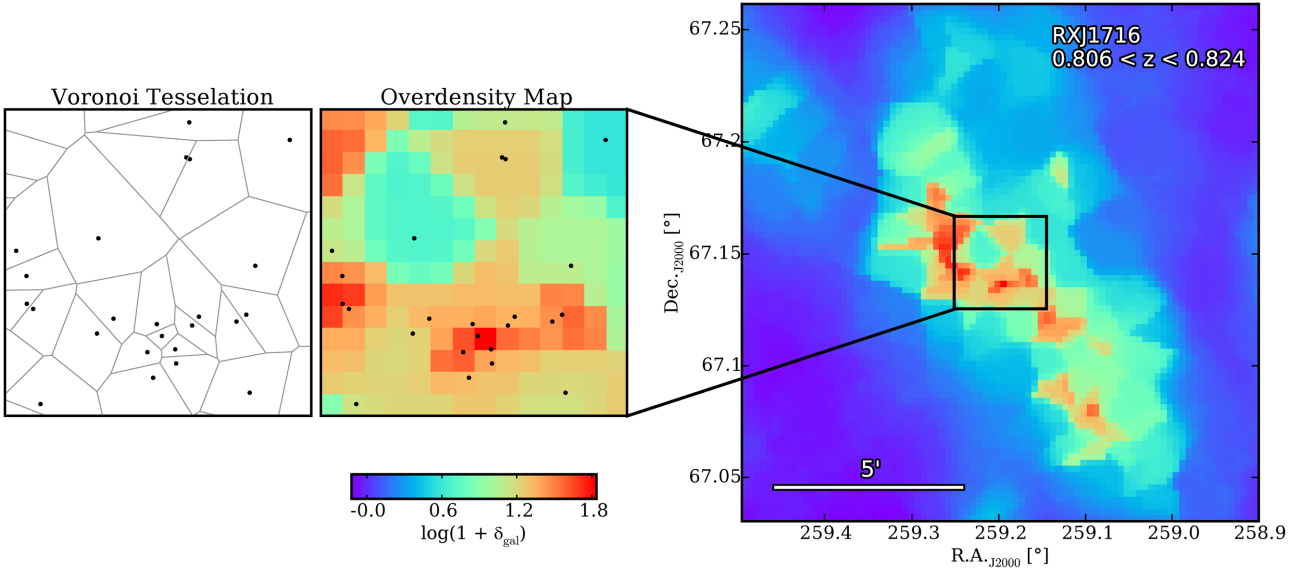 Voronoi Tesselation
Overdensity Map
-0.0 0.6 1.2 1.8
log(1 + δgal)
RXJ1716
0.806 < z < 0.824
67.25
67.2
67.15
67.1
67.05
Dec.J2000 [°]
5'
259.4 259.3 259.2 259.1 259.0 258.9
R.A.J2000 [°]